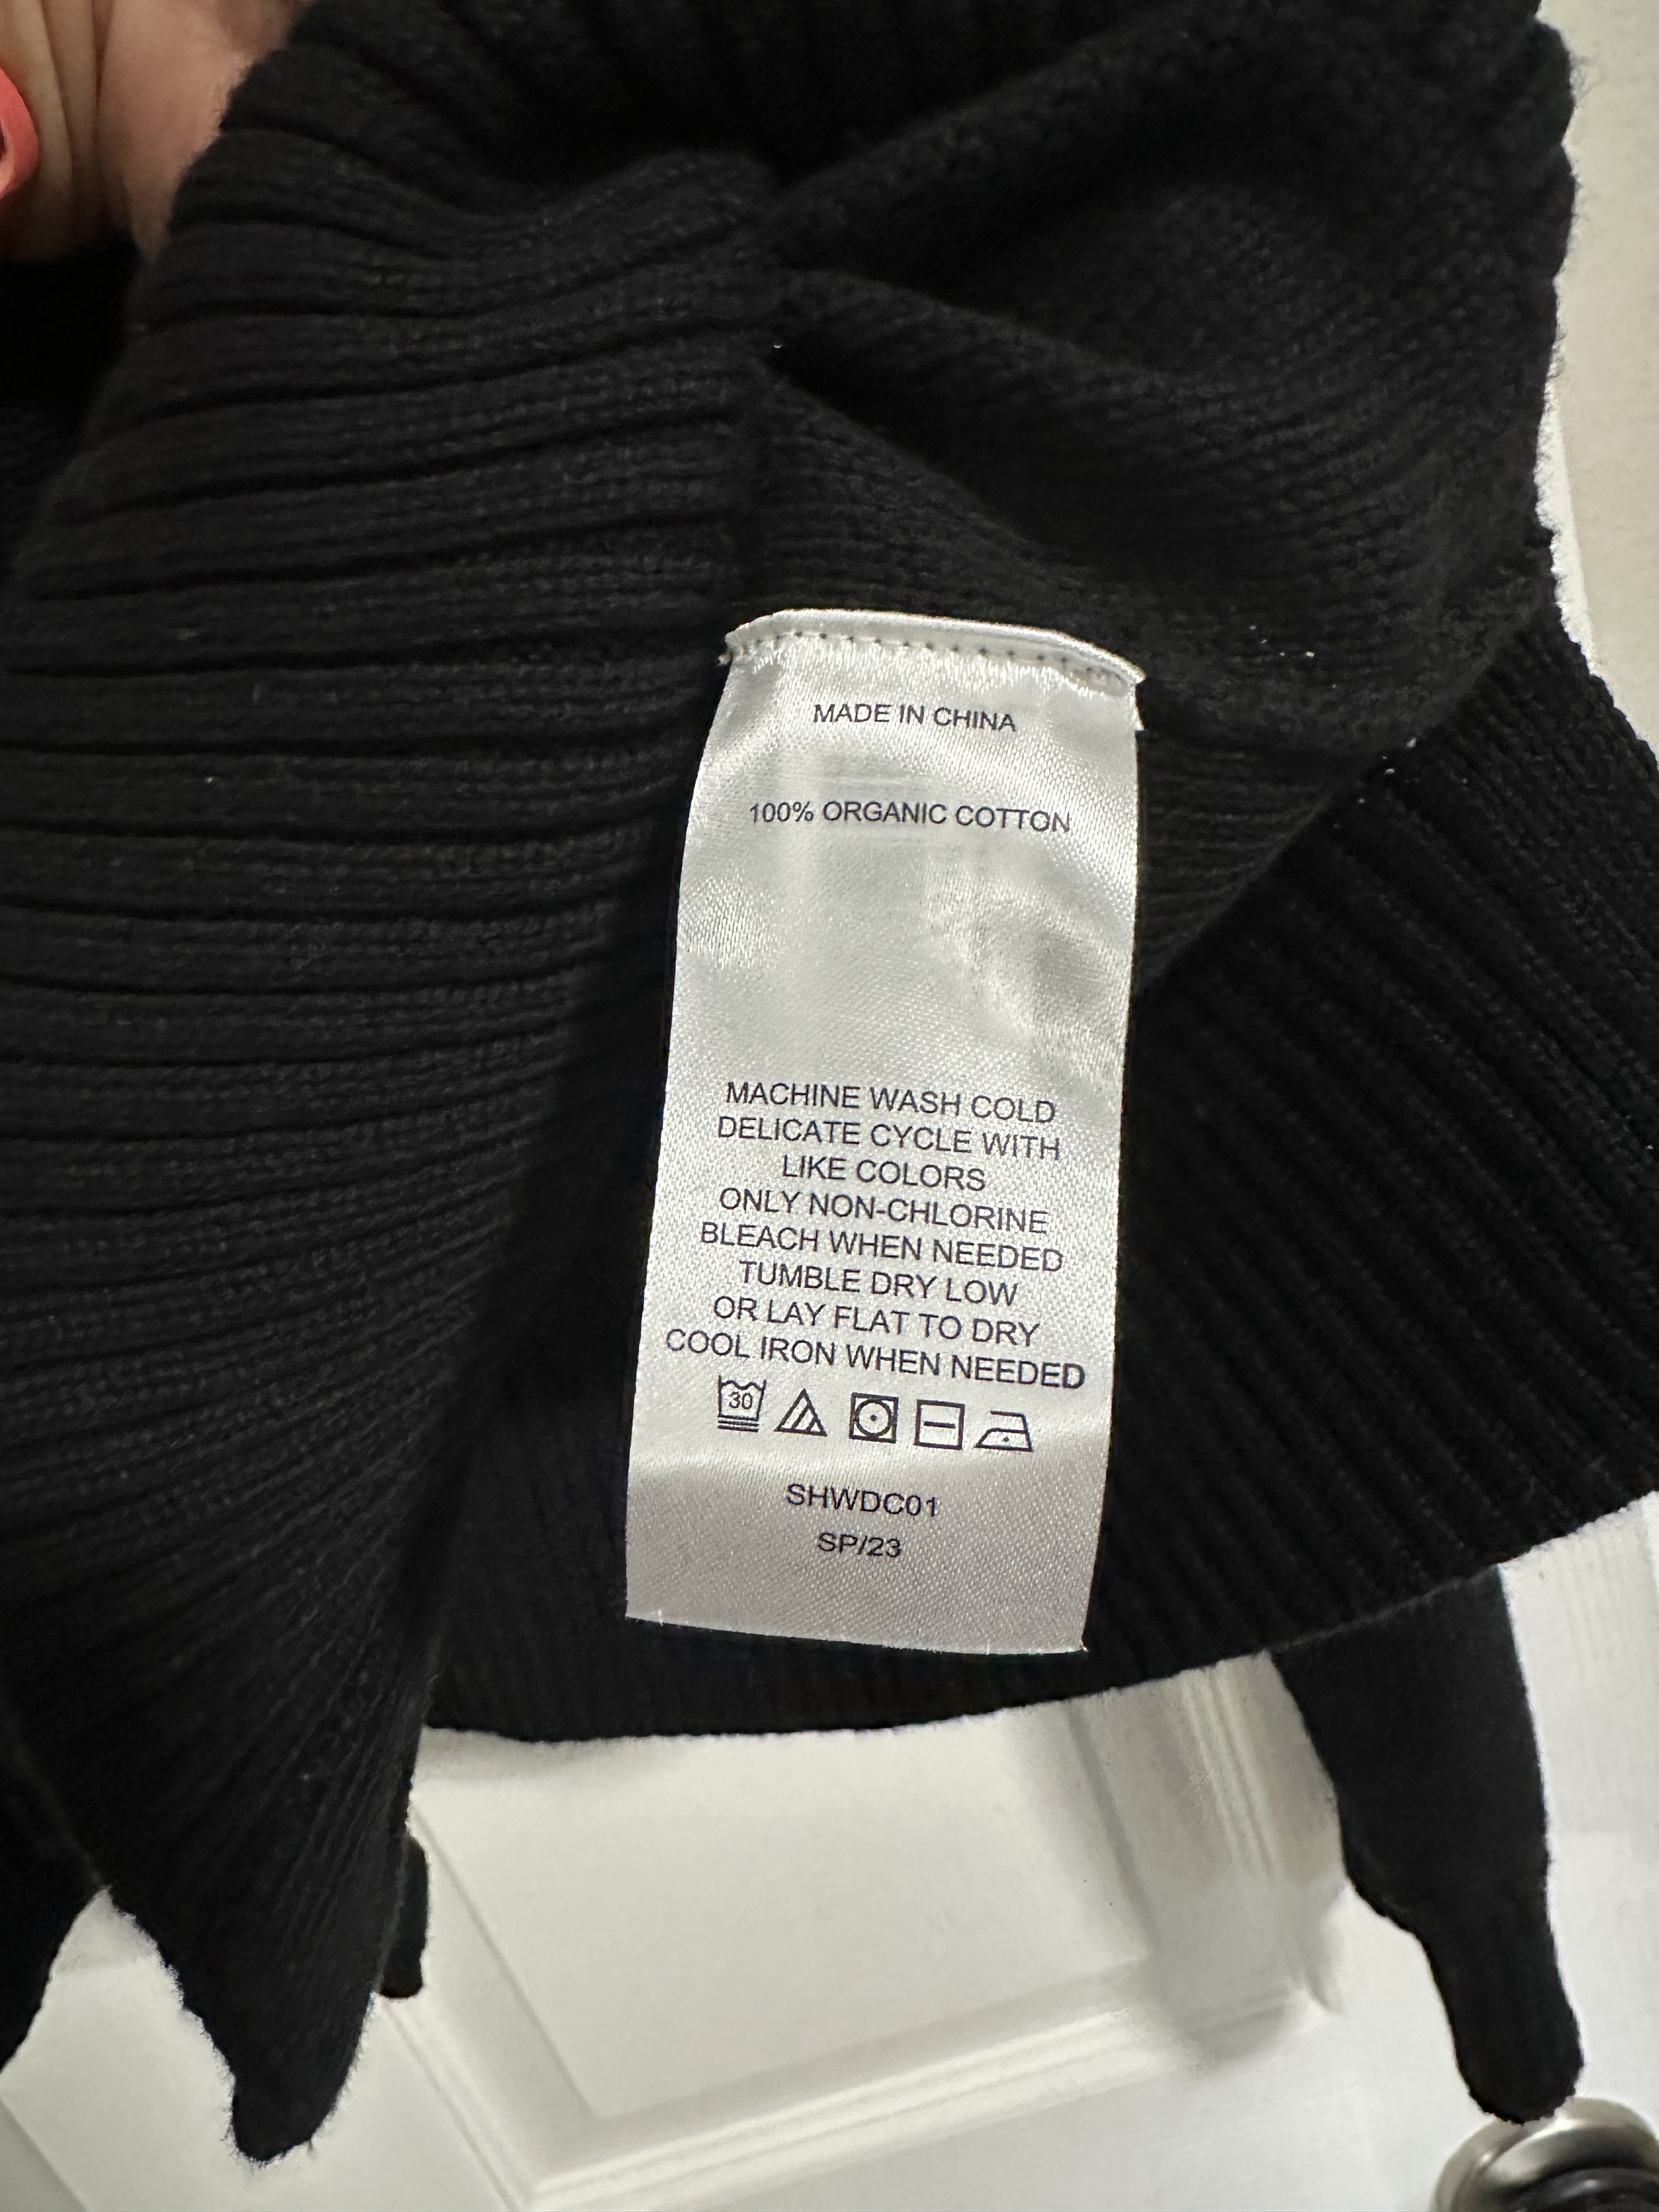 MADE IN CHINA
100% ORGANIC COTTON
MACHINE WASH COLD
DELICATE CYCLE WITH
LIKE COLORS
ONLY NON-CHLORINE
BLEACH WHEN NEEDED
TUMBLE DRY LOW
OR LAY FLAT TO DRY
COOL IRON WHEN NEEDED
30
SHWDC01
SP/23